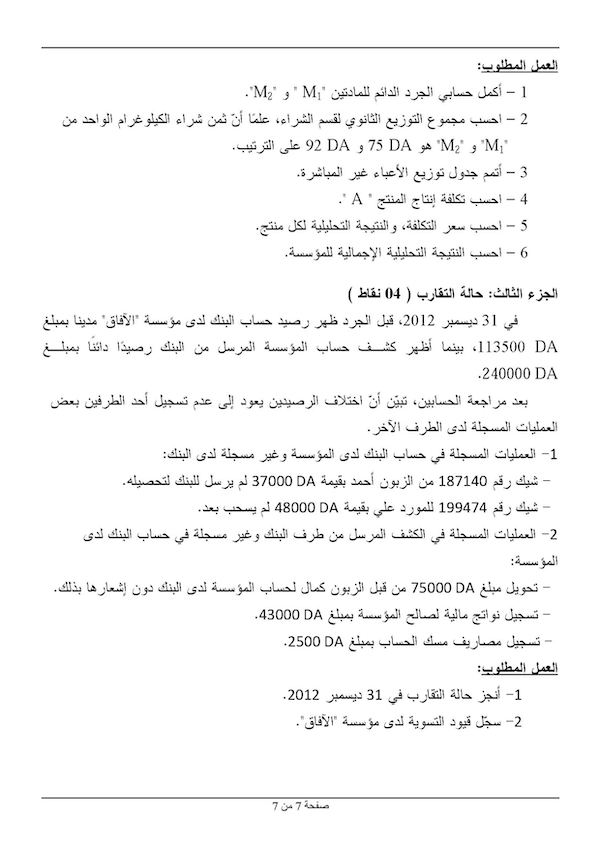 العمل المطلوب:
1 – أكمل حسابي الجرد الدائم للمادتين "M₁" و "M₂".
2 – احسب مجموع التوزيع الثانوي لقسم الشراء، علمًا أنّ ثمن شراء الكيلوغرام الواحد من
"M₁" و "M₂" هو 75 DA و 92 DA على الترتيب.
3 – أتمم جدول توزيع الأعباء غير المباشرة.
4 – احسب تكلفة إنتاج المنتج " A ".
5 – احسب سعر التكلفة، والنتيجة التحليلية لكل منتج.
6 – احسب النتيجة التحليلية الإجمالية للمؤسسة.
الجزء الثالث: حالة التقارب ( 04 نقاط )
في 31 ديسمبر 2012، قبل الجرد ظهر رصيد حساب البنك لدى مؤسسة "الآفاق" مدينا بمبلغ
113500 DA، بينما أظهر كشـــف حساب المؤسسة المرسل من البنك رصيدًا دائنًا بمبلـــغ
240000 DA.
بعد مراجعة الحسابين، تبيّن أنّ اختلاف الرصيدين يعود إلى عدم تسجيل أحد الطرفين بعض
العمليات المسجلة لدى الطرف الآخر.
1- العمليات المسجلة في حساب البنك لدى المؤسسة وغير مسجلة لدى البنك:
– شيك رقم 187140 من الزبون أحمد بقيمة 37000 DA لم يرسل للبنك لتحصيله.
– شيك رقم 199474 للمورد علي بقيمة 48000 DA لم يسحب بعد.
2- العمليات المسجلة في الكشف المرسل من طرف البنك وغير مسجلة في حساب البنك لدى
المؤسسة:
– تحويل مبلغ 75000 DA من قبل الزبون كمال لحساب المؤسسة لدى البنك دون إشعارها بذلك.
– تسجيل نواتج مالية لصالح المؤسسة بمبلغ 43000 DA.
– تسجيل مصاريف مسك الحساب بمبلغ 2500 DA.
العمل المطلوب:
1- أنجز حالة التقارب في 31 ديسمبر 2012.
2- سجّل قيود التسوية لدى مؤسسة "الآفاق".
صفحة 7 من 7